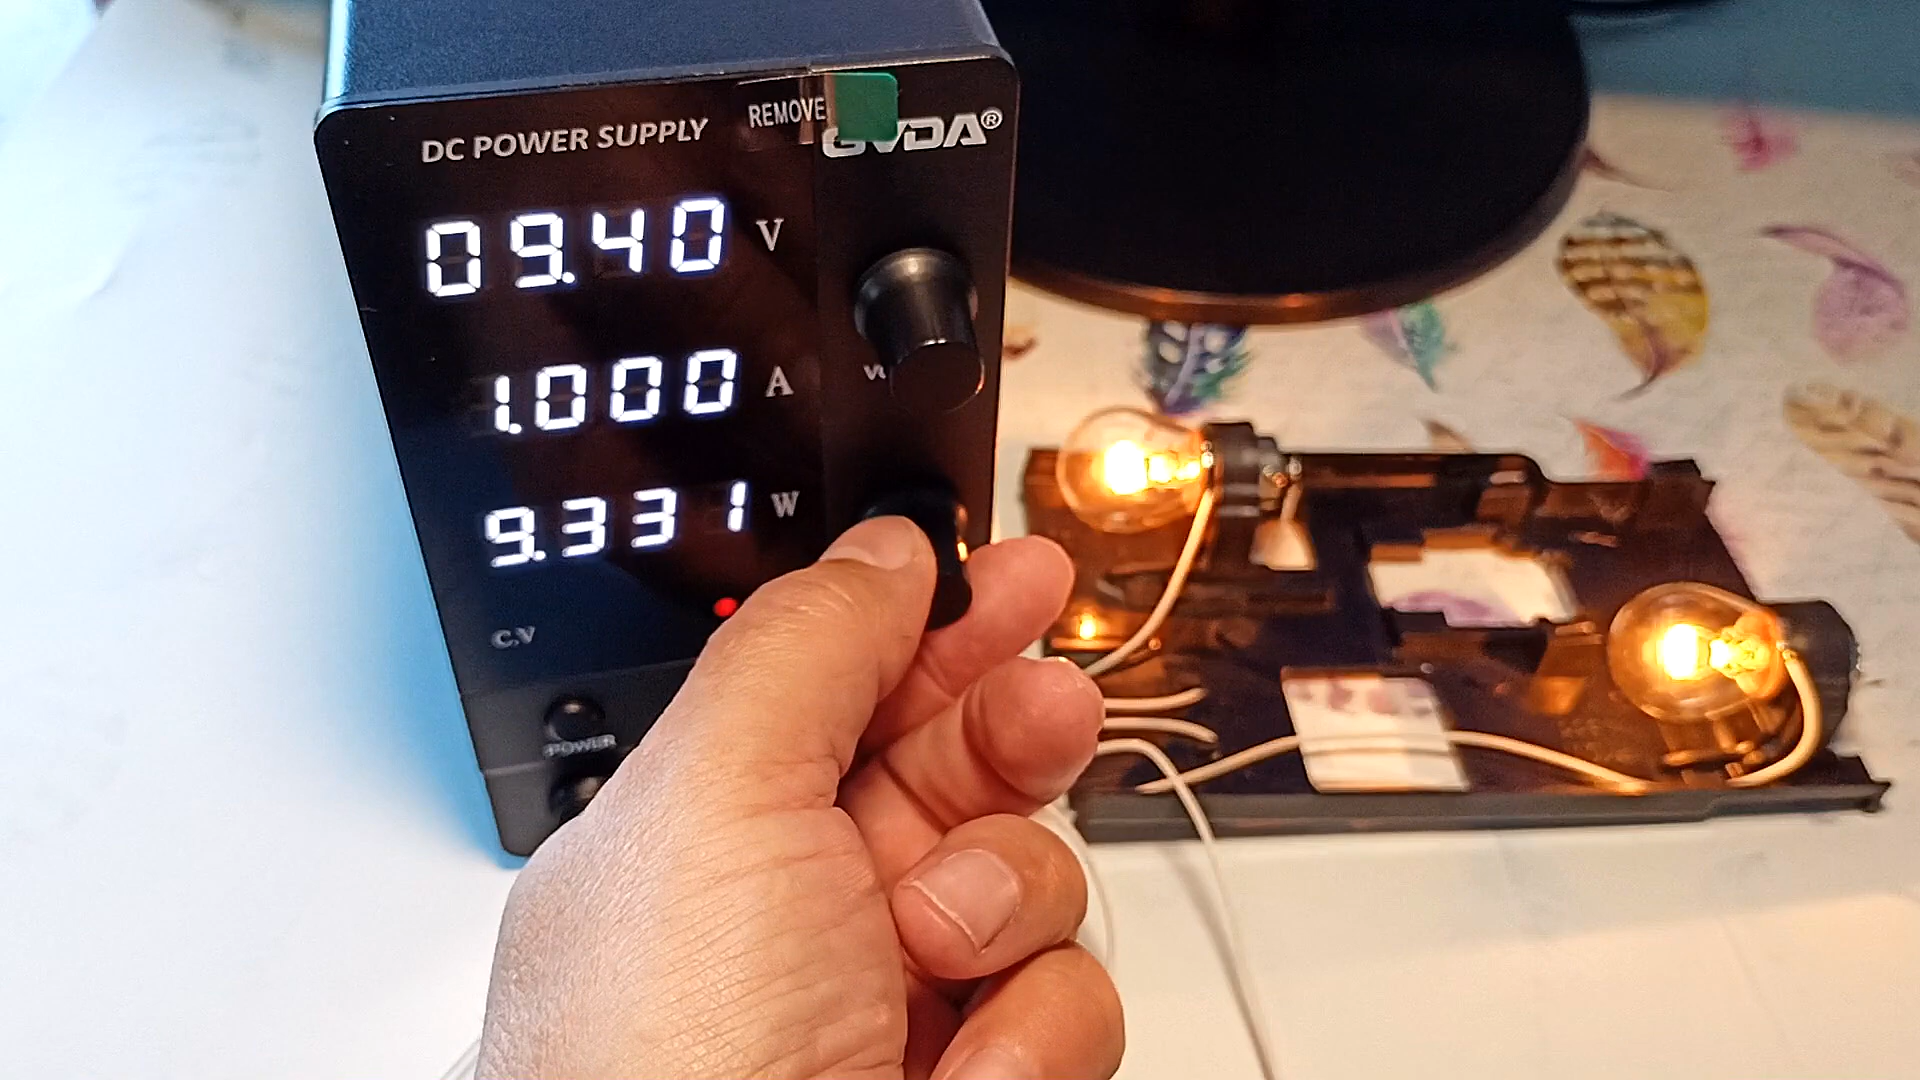 DC POWER SUPPLY
REMOVE
GVDA®
09.40 V
1.000 A
9.331 W
C.V
POWER